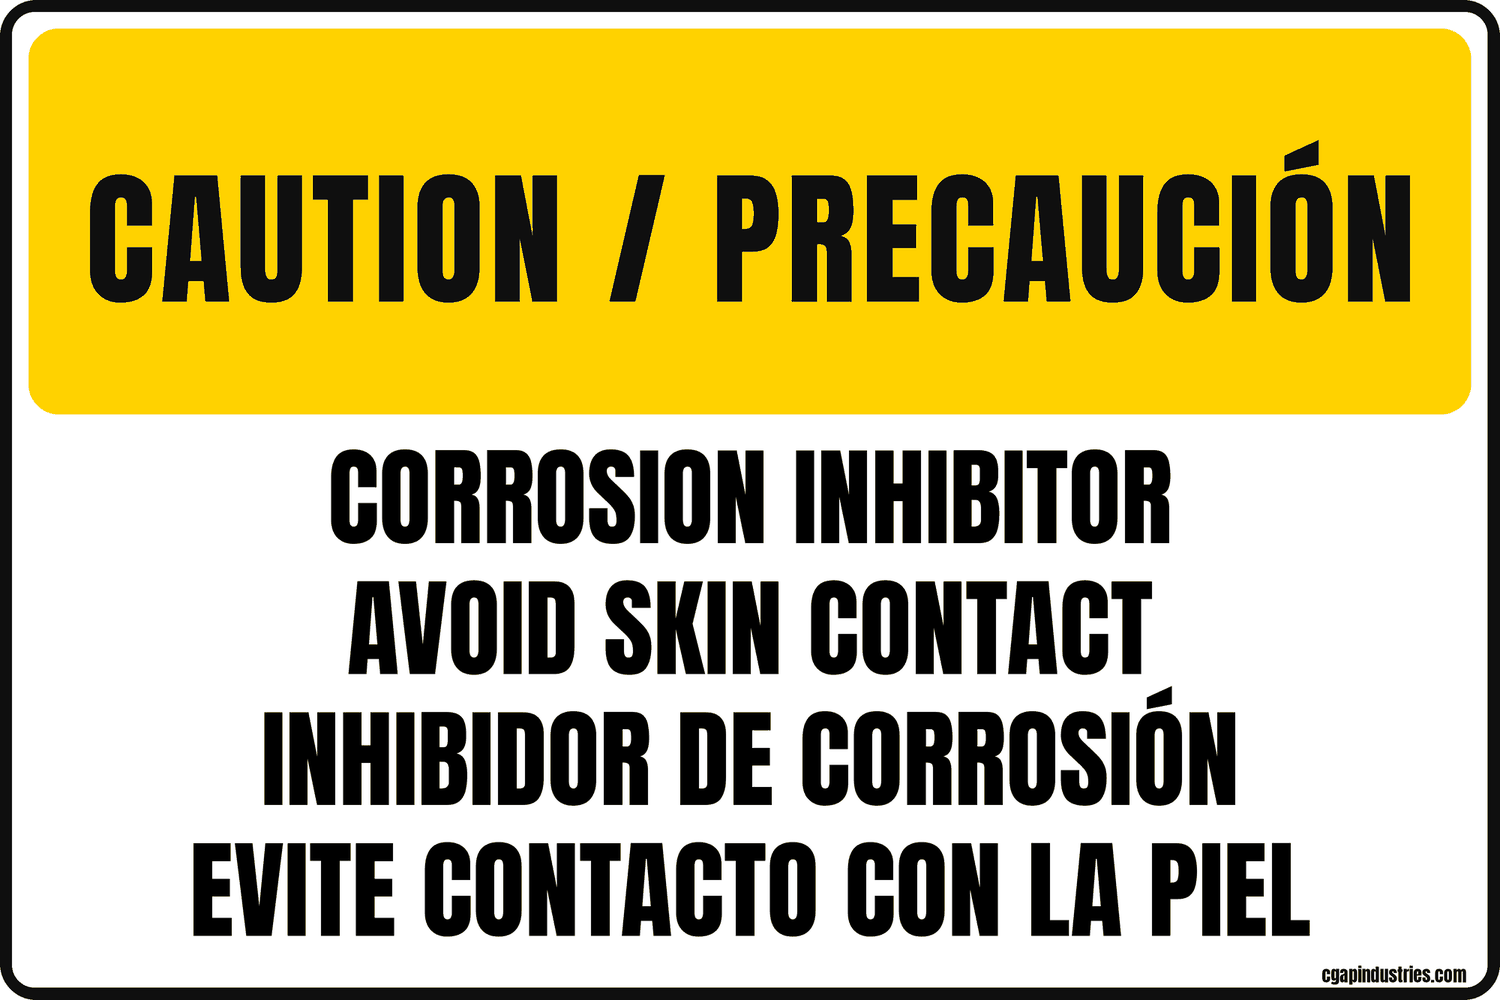 CAUTION / PRECAUCIÓN
CORROSION INHIBITOR
AVOID SKIN CONTACT
INHIBIDOR DE CORROSIÓN
EVITE CONTACTO CON LA PIEL
cgapindustries.com